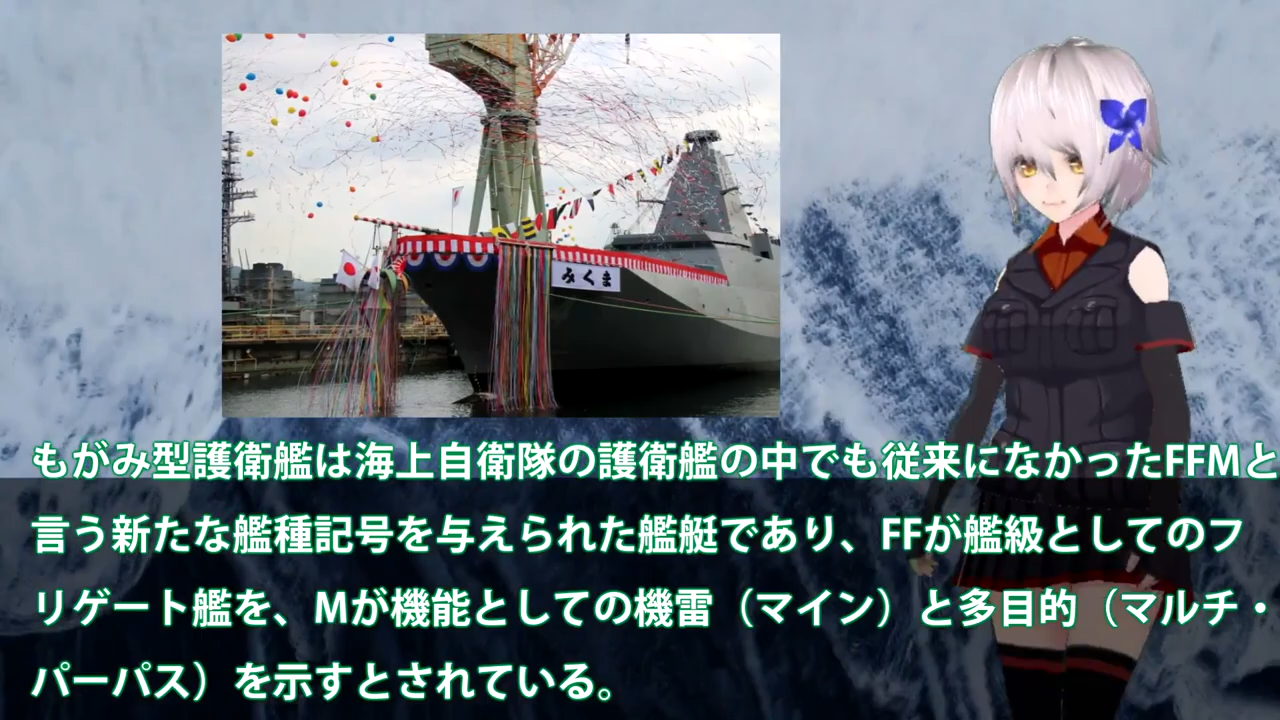 みくま
もがみ型護衛艦は海上自衛隊の護衛艦の中でも従来になかったFFMと
言う新たな艦種記号を与えられた艦艇であり、FFが艦級としてのフ
リゲート艦を、Mが機能としての機雷（マイン）と多目的（マルチ・
パーパス）を示すとされている。